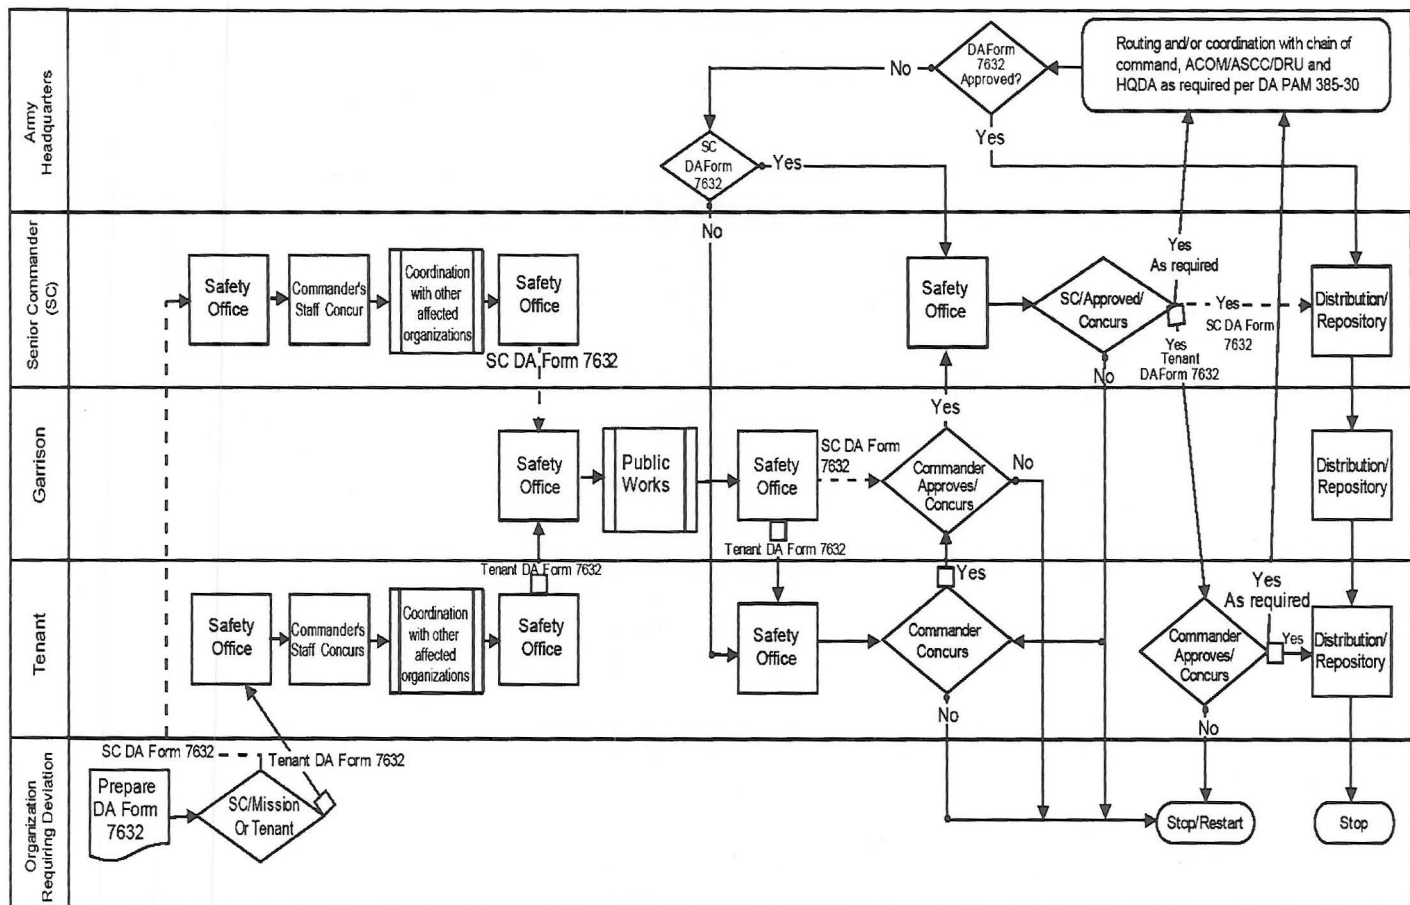 Army
Headquarters
DAForm
7632
Approved?
Routing and/or coordination with chain of
command, ACOM/ASCC/DRU and
HQDA as required per DA PAM 385-30
No
Yes
SC
DAForm
7632
Yes
No
Senior Commander
(SC)
Safety
Office
Commander's
Staff Concur
Coordination
with other
affected
organizations
Safety
Office
SC DA Form 7632
Safety
Office
SC/Approved/
Concurs
Yes
As required
Yes
SC DA Form
7632
Yes
Tenant
DAForm 7632
No
Distribution/
Repository
Garrison
Safety
Office
Public
Works
Safety
Office
SC DA Form
7632
Yes
Commander
Approves/
Concurs
No
Distribution/
Repository
Tenant DA Form 7632
Tenant DA Form 7632
Tenant
Safety
Office
Commander's
Staff Concurs
Coordination
with other
affected
organizations
Safety
Office
Safety
Office
Yes
Commander
Concurs
No
Commander
Approves/
Concurs
Yes
As required
Yes
No
Distribution/
Repository
Organization
Requiring Deviation
SC DA Form 7632
Tenant DA Form 7632
Prepare
DA Form
7632
SC/Mission
Or Tenant
Stop/Restart
Stop